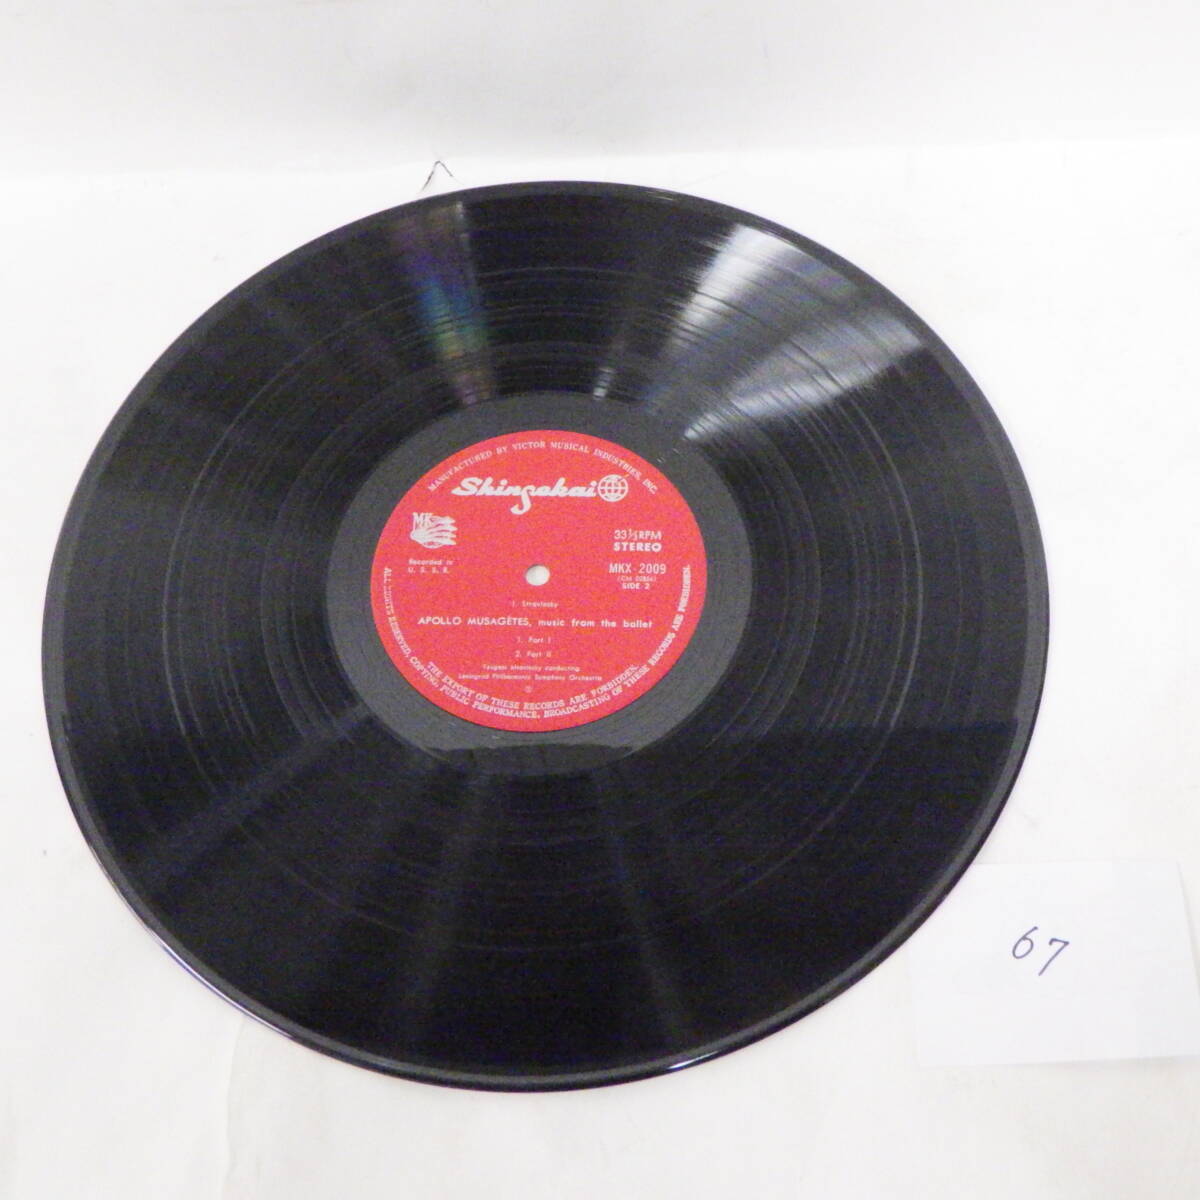 MANUFACTURED BY VICTOR MUSICAL INDUSTRIES, INC.
Shinsekai
MK
Recorded in
U. S. S. R.
33⅓RPM
STEREO
MKX-2009
SIDE 2
I. Stravinsky
APOLLO MUSAGÈTES, music from the ballet
1. Part I
2. Part II
conducting
Leningrad Philharmonic Symphony Orchestra
Ⓟ
ALL RIGHTS RESERVED, COPYING, PUBLIC PERFORMANCE, BROADCASTING OF THESE RECORDS ARE FORBIDDEN.
THE EXPORT OF THESE RECORDS ARE FORBIDDEN.
67